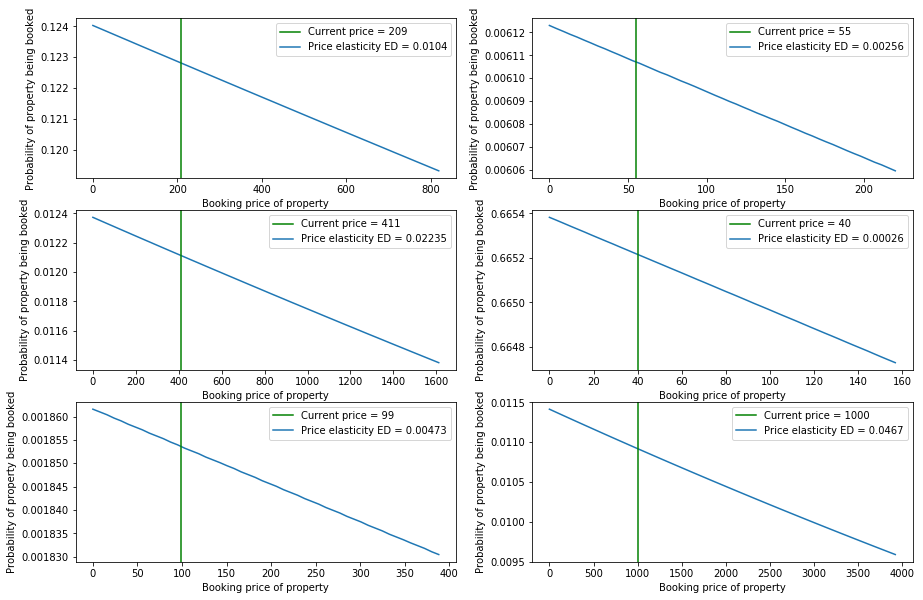 Probability of property being booked
0.124
0.123
0.122
0.121
0.120
Current price = 209
Price elasticity ED = 0.0104
0 200 400 600 800
Booking price of property
Probability of property being booked
0.00612
0.00610
0.00609
0.00608
0.00607
0.00606
Current price = 55
Price elasticity ED = 0.00256
0 50 100 150 200
Booking price of property
Probability of property being booked
0.0124
0.0122
0.0120
0.0118
0.0116
0.0114
Current price = 411
Price elasticity ED = 0.02235
0 200 400 600 800 1000 1200 1400 1600
Booking price of property
Probability of property being booked
0.6654
0.6652
0.6650
0.6648
Current price = 40
Price elasticity ED = 0.00026
0 20 40 60 80 100 120 140 160
Booking price of property
Probability of property being booked
0.001860
0.001855
0.001850
0.001845
0.001840
0.001835
0.001830
Current price = 99
Price elasticity ED = 0.00473
0 50 100 150 200 250 300 350 400
Booking price of property
Probability of property being booked
0.0115
0.0110
0.0105
0.0100
0.0095
Current price = 1000
Price elasticity ED = 0.0467
0 500 1000 1500 2000 2500 3000 3500 4000
Booking price of property